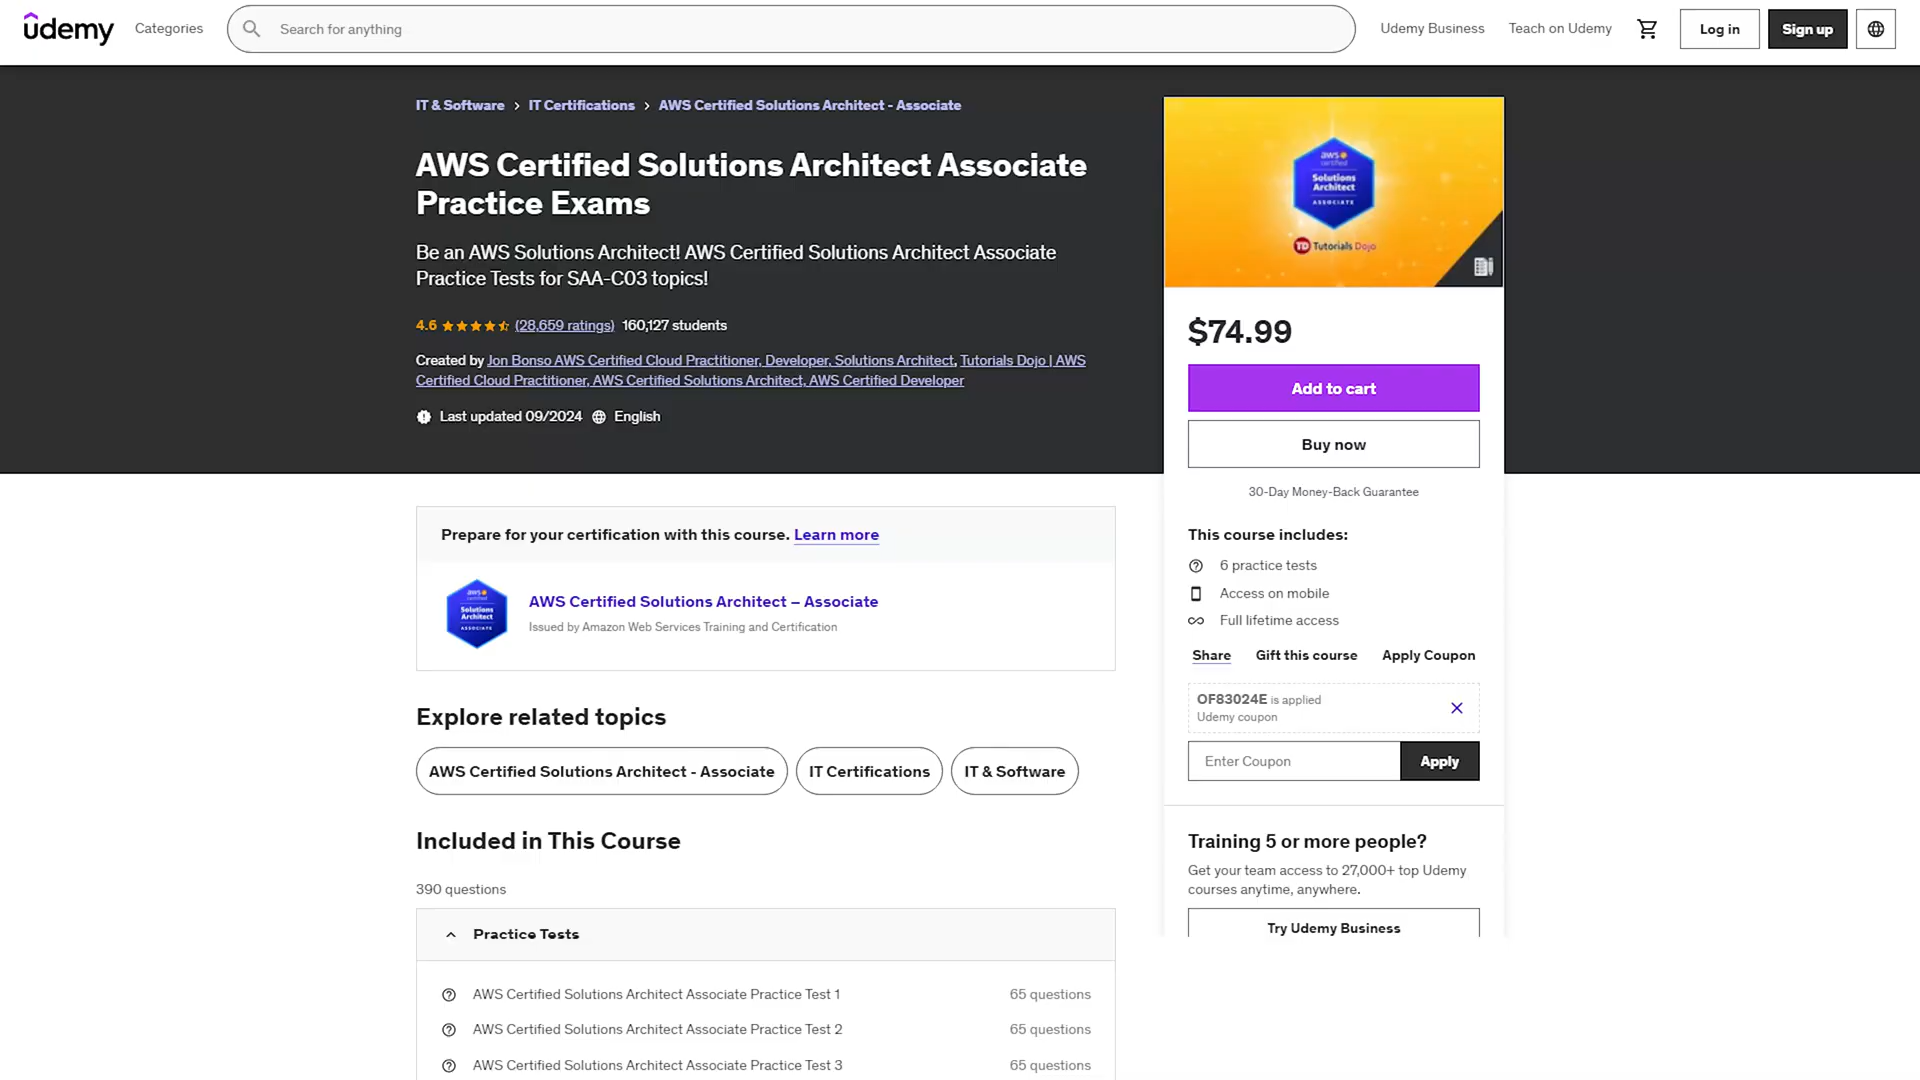 udemy
Categories
Search for anything
Udemy Business
Teach on Udemy
Log in
Sign up
IT & Software > IT Certifications > AWS Certified Solutions Architect - Associate
AWS Certified Solutions Architect Associate
Practice Exams
Be an AWS Solutions Architect! AWS Certified Solutions Architect Associate
Practice Tests for SAA-C03 topics!
4.6 (28,659 ratings) 160,127 students
Created by Jon Bonso AWS Certified Cloud Practitioner, Developer, Solutions Architect, Tutorials Dojo | AWS
Certified Cloud Practitioner, AWS Certified Solutions Architect, AWS Certified Developer
Last updated 09/2024 English
aws
certified
Solutions
Architect
ASSOCIATE
TD Tutorials Dojo
$74.99
Add to cart
Buy now
30-Day Money-Back Guarantee
This course includes:
6 practice tests
Access on mobile
Full lifetime access
Share Gift this course Apply Coupon
OF83024E is applied
Udemy coupon
Enter Coupon
Apply
Training 5 or more people?
Get your team access to 27,000+ top Udemy
courses anytime, anywhere.
Try Udemy Business
Prepare for your certification with this course. Learn more
aws
certified
Solutions
Architect
ASSOCIATE
AWS Certified Solutions Architect – Associate
Issued by Amazon Web Services Training and Certification
Explore related topics
AWS Certified Solutions Architect - Associate
IT Certifications
IT & Software
Included in This Course
390 questions
Practice Tests
AWS Certified Solutions Architect Associate Practice Test 1 65 questions
AWS Certified Solutions Architect Associate Practice Test 2 65 questions
AWS Certified Solutions Architect Associate Practice Test 3 65 questions